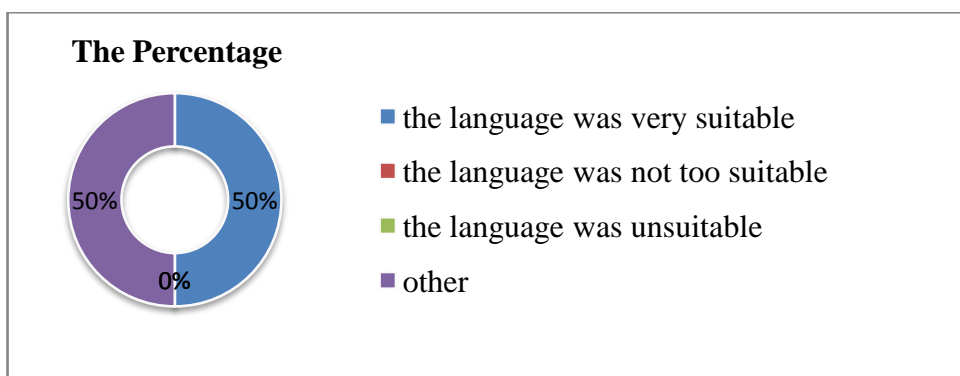 The Percentage
the language was very suitable
the language was not too suitable
50%
50%
the language was unsuitable
0%
other